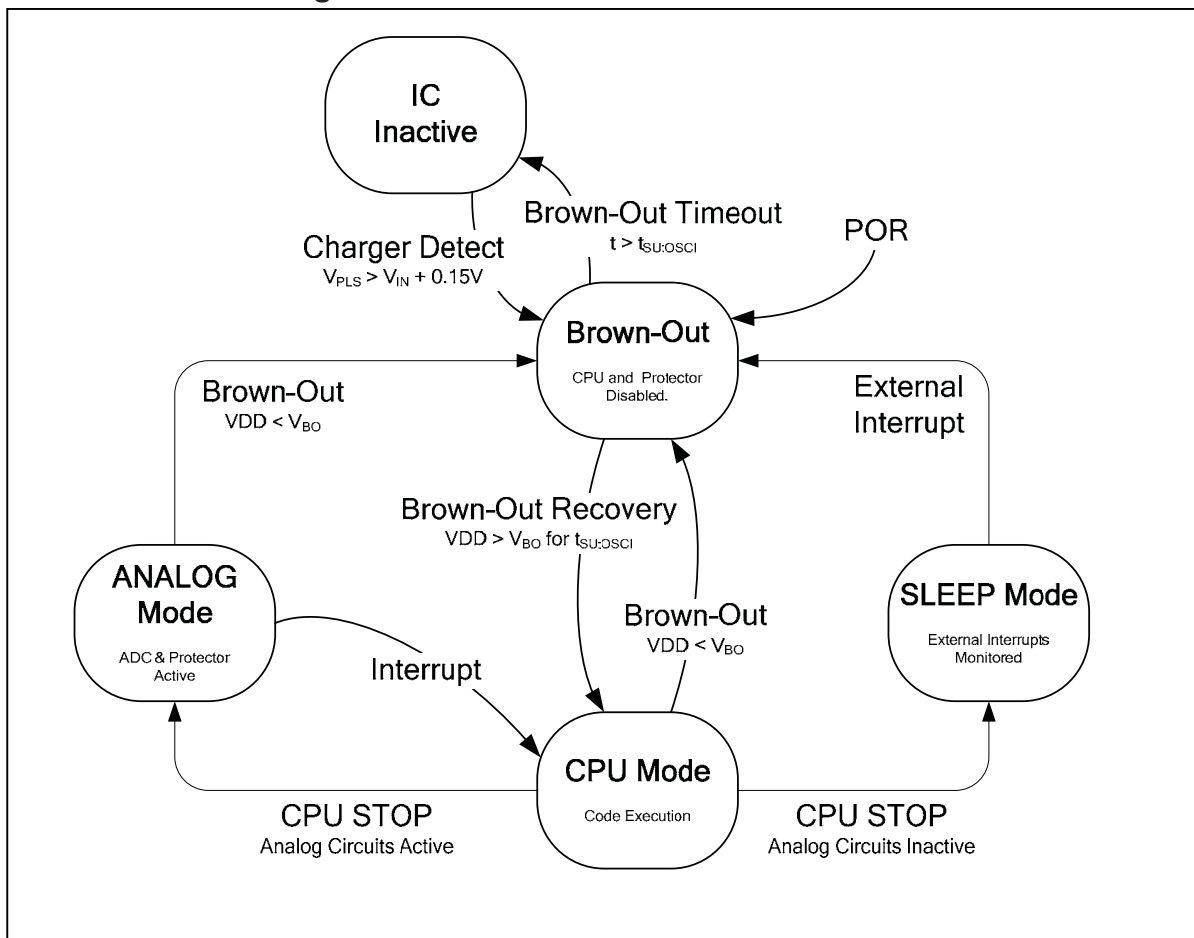 IC
Inactive
Brown-Out Timeout
t > tSU:OSCI
POR
Charger Detect
VPLS > VIN + 0.15V
Brown-Out
CPU and Protector
Disabled.
Brown-Out
VDD < VBO
External
Interrupt
Brown-Out Recovery
VDD > VBO for tSU:OSCI
ANALOG
Mode
ADC & Protector
Active
SLEEP Mode
External Interrupts
Monitored
Brown-Out
VDD < VBO
Interrupt
CPU Mode
Code Execution
CPU STOP
Analog Circuits Active
CPU STOP
Analog Circuits Inactive